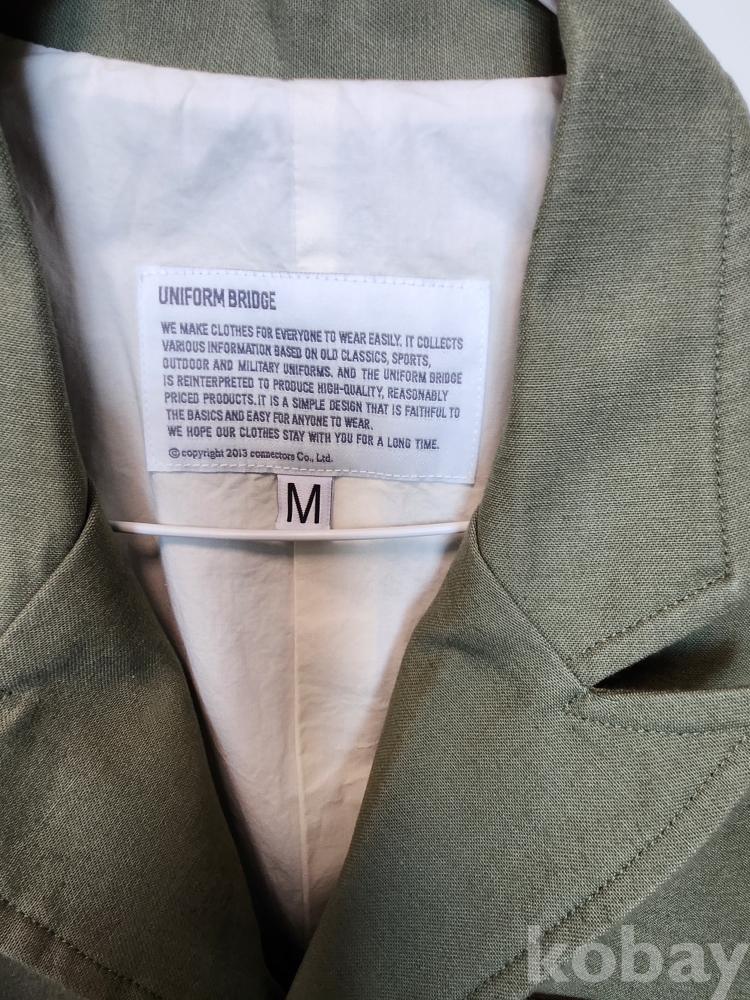 UNIFORM BRIDGE
WE MAKE CLOTHES FOR EVERYONE TO WEAR EASILY. IT COLLECTS
VARIOUS INFORMATION BASED ON OLD CLASSICS, SPORTS,
OUTDOOR AND MILITARY UNIFORMS. AND THE UNIFORM BRIDGE
IS REINTERPRETED TO PRODUCE HIGH-QUALITY, REASONABLY
PRICED PRODUCTS.IT IS A SIMPLE DESIGN THAT IS FAITHFUL TO
THE BASICS AND EASY FOR ANYONE TO WEAR.
WE HOPE OUR CLOTHES STAY WITH YOU FOR A LONG TIME.
© copyright 2013 connectors Co., Ltd.
M
kobay